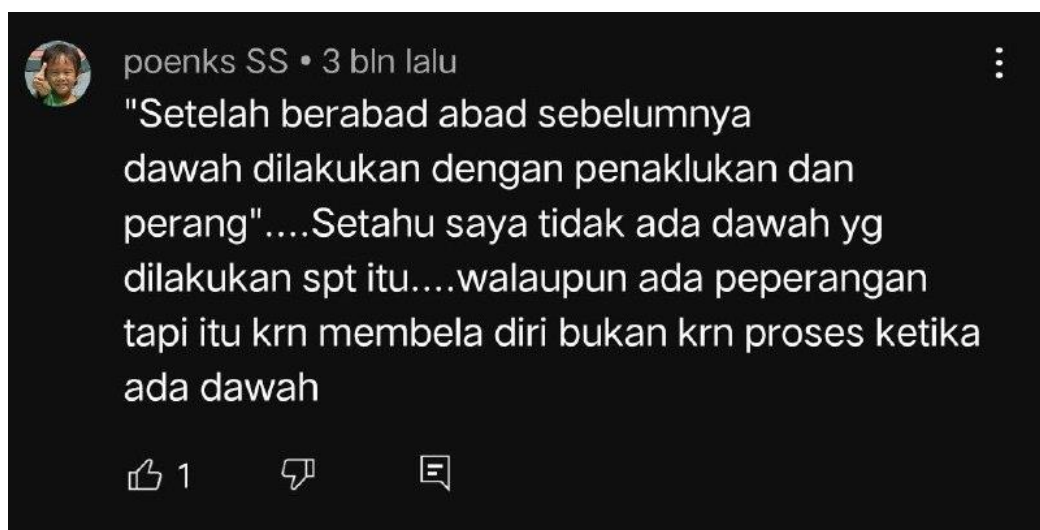 poenks SS • 3 bln lalu
"Setelah berabad abad sebelumnya
dawah dilakukan dengan penaklukan dan
perang"....Setahu saya tidak ada dawah yg
dilakukan spt itu....walaupun ada peperangan
tapi itu krn membela diri bukan krn proses ketika
ada dawah
1